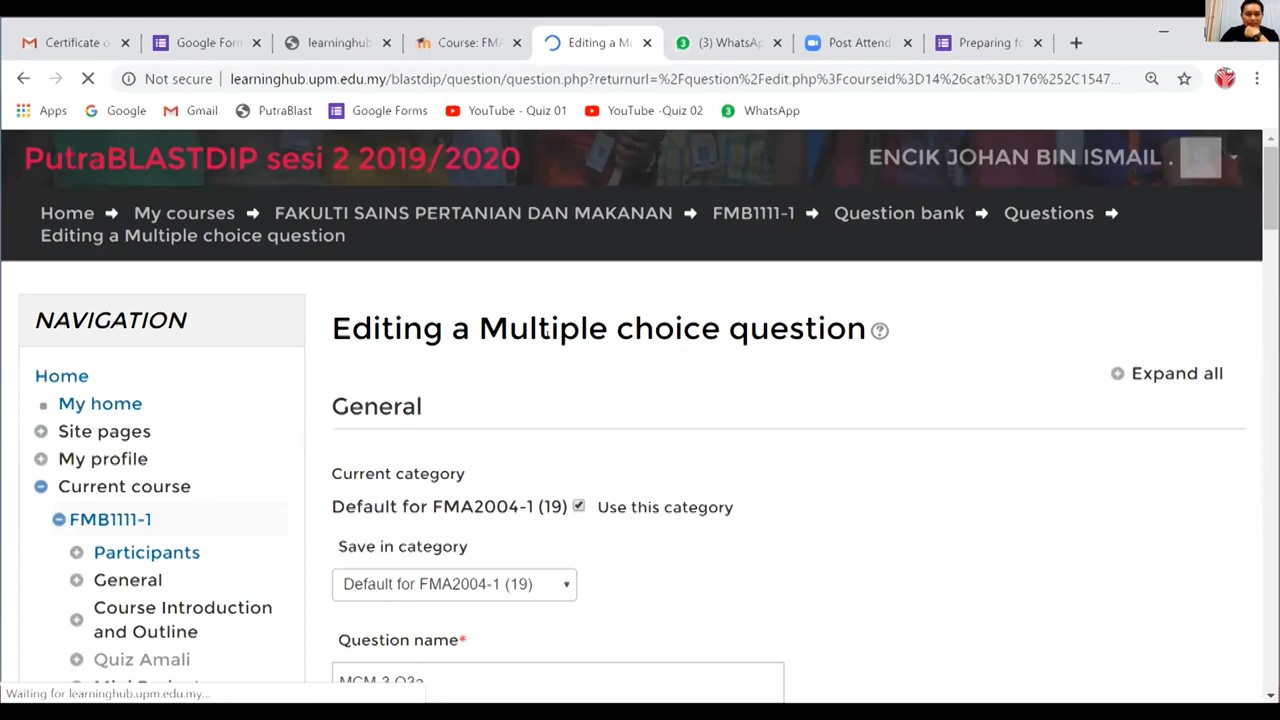 Certificate o
Google For
learninghub
Course: FMA
Editing a Mu
(3) WhatsAp
Post Attend
Preparing fo
Not secure
learninghub.upm.edu.my/blastdip/question/question.php?returnurl=%2Fquestion%2Fedit.php%3Fcourseid%3D14%26cat%3D176%252C1547...
Apps
Google
Gmail
PutraBlast
Google Forms
YouTube - Quiz 01
YouTube -Quiz 02
WhatsApp
PutraBLASTDIP sesi 2 2019/2020
ENCIK JOHAN BIN ISMAIL .
Home
My courses
FAKULTI SAINS PERTANIAN DAN MAKANAN
FMB1111-1
Question bank
Questions
Editing a Multiple choice question
NAVIGATION
Home
My home
Site pages
My profile
Current course
FMB1111-1
Participants
General
Course Introduction
and Outline
Quiz Amali
Editing a Multiple choice question
Expand all
General
Current category
Default for FMA2004-1 (19)
Use this category
Save in category
Default for FMA2004-1 (19)
Question name*
MCM-3 Q3a
Waiting for learninghub.upm.edu.my...